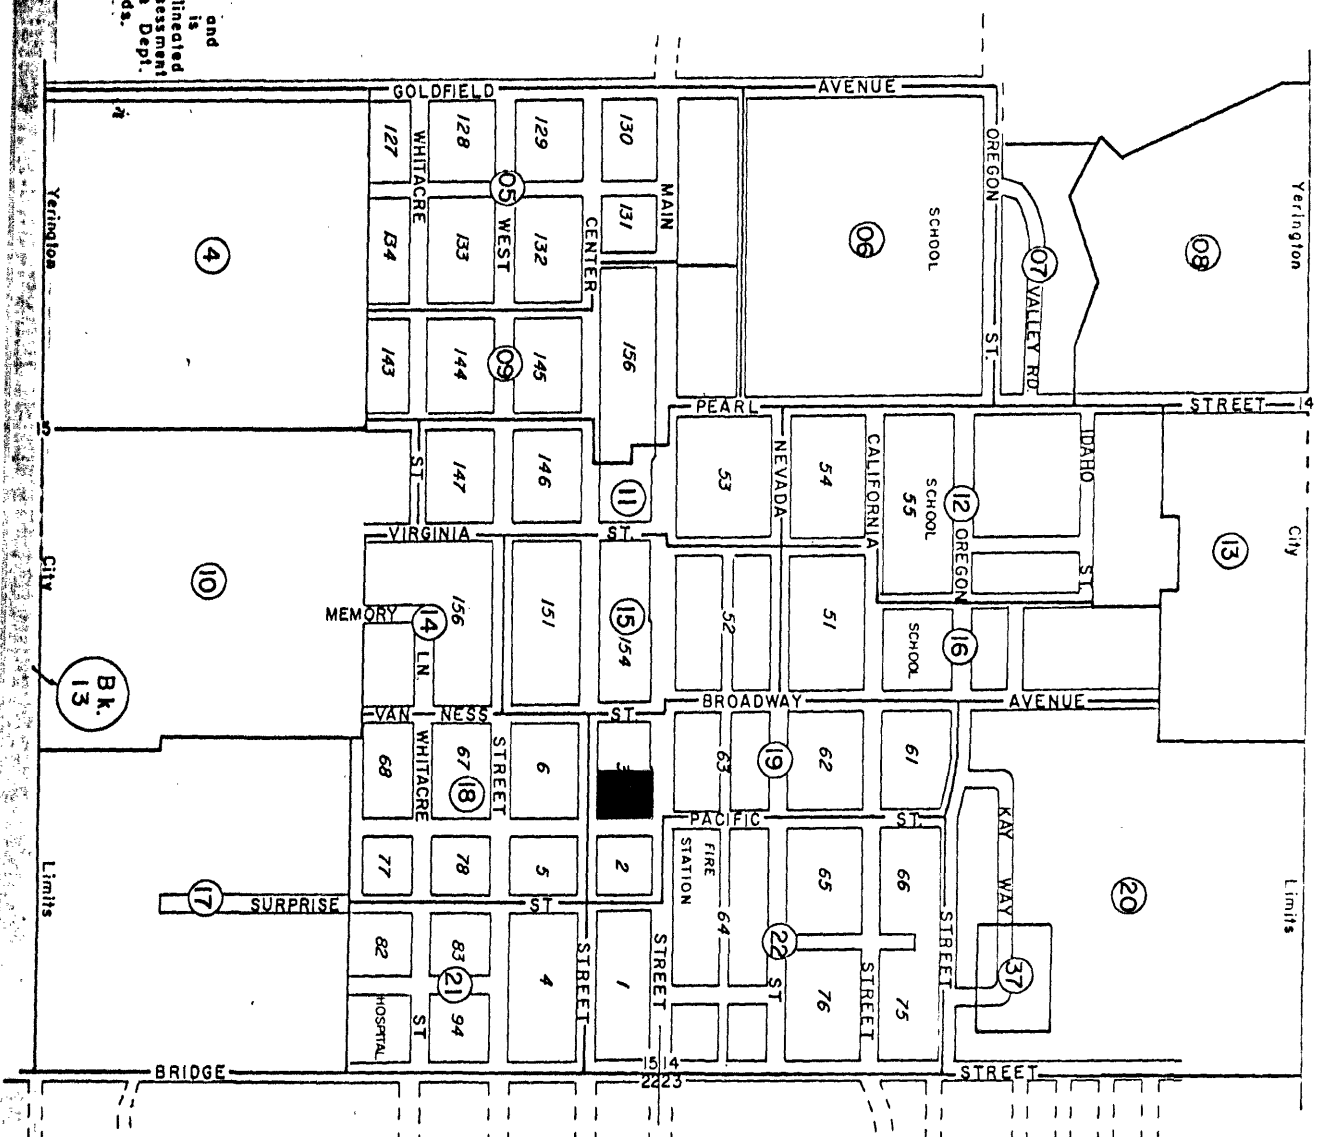 and
is
lineated
sessment
Dept.
ds.
GOLDFIELD AVENUE
127
128
129
130
WHITACRE
MAIN
OREGON
05
131
Yerington
4
134
133
WEST
132
CENTER
06
SCHOOL
07
08
Yerington
VALLEY RD.
ST.
143
144
09
145
156
PEARL STREET 14
15
ST
147
146
11
53
NEVADA
54
CALIFORNIA
SCHOOL
55
12
OREGON
IDAHO
ST.
13
City
VIRGINIA ST.
City
10
MEMORY
14
LN
156
151
15
154
52
51
SCHOOL
16
Bk.
13
VAN NESS ST
BROADWAY AVENUE
68
WHITACRE
67
18
STREET
6
3
63
19
62
61
PACIFIC ST.
KAY WAY
77
78
5
2
FIRE
STATION
65
66
20
Limits
Limits
17
SURPRISE ST
64
82
83
21
4
STREET
1
STREET
22
ST
76
STREET
75
STREET
37
HOSPITAL
ST
94
15 14
22 23
BRIDGE STREET